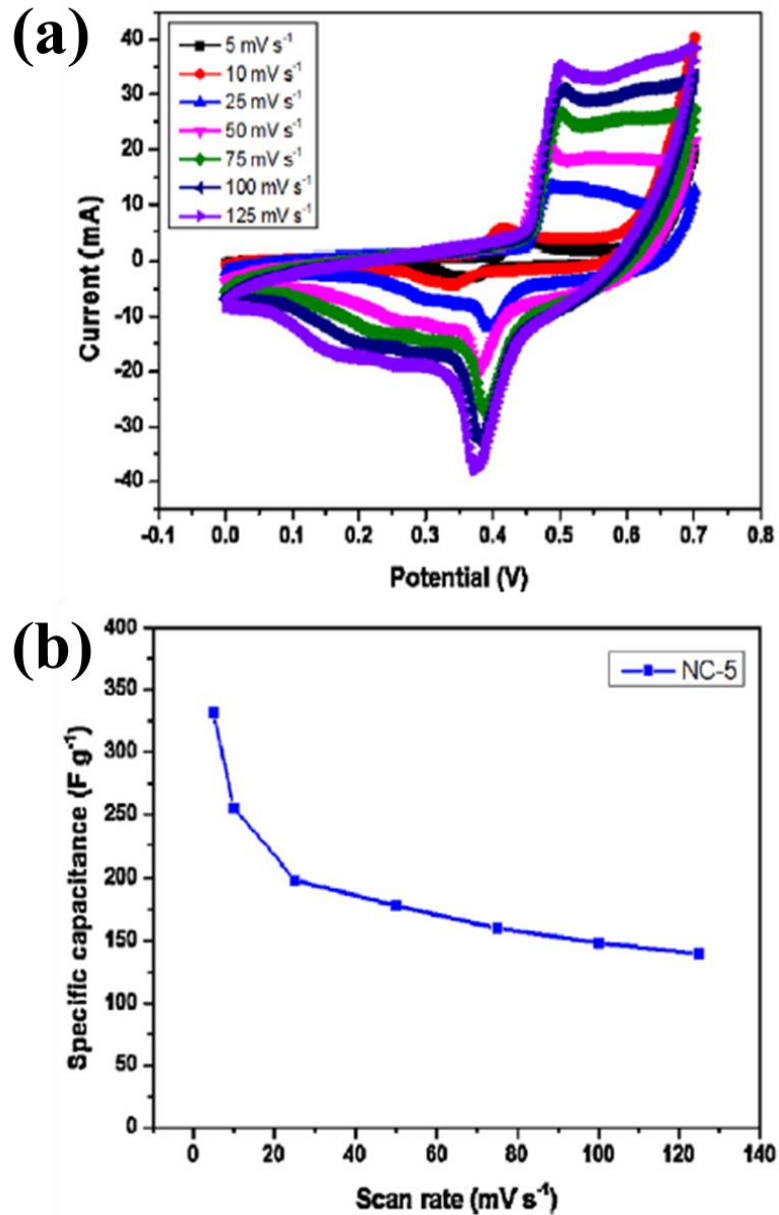 (a)
40
30
20
10
0
-10
-20
-30
-40
Current (mA)
5 mV s⁻¹
10 mV s⁻¹
25 mV s⁻¹
50 mV s⁻¹
75 mV s⁻¹
100 mV s⁻¹
125 mV s⁻¹
-0.1 0.0 0.1 0.2 0.3 0.4 0.5 0.6 0.7 0.8
Potential (V)
(b)
400
350
300
250
200
150
100
50
0
Specific capacitance (F g⁻¹)
NC-5
0 20 40 60 80 100 120 140
Scan rate (mV s⁻¹)